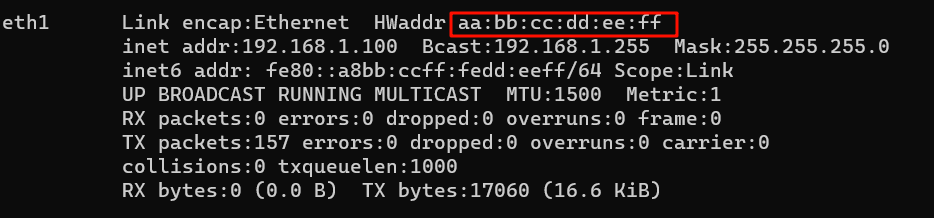 eth1 Link encap:Ethernet HWaddr aa:bb:cc:dd:ee:ff
inet addr:192.168.1.100 Bcast:192.168.1.255 Mask:255.255.255.0
inet6 addr: fe80::a8bb:ccff:fedd:eeff/64 Scope:Link
UP BROADCAST RUNNING MULTICAST MTU:1500 Metric:1
RX packets:0 errors:0 dropped:0 overruns:0 frame:0
TX packets:157 errors:0 dropped:0 overruns:0 carrier:0
collisions:0 txqueuelen:1000
RX bytes:0 (0.0 B) TX bytes:17060 (16.6 KiB)